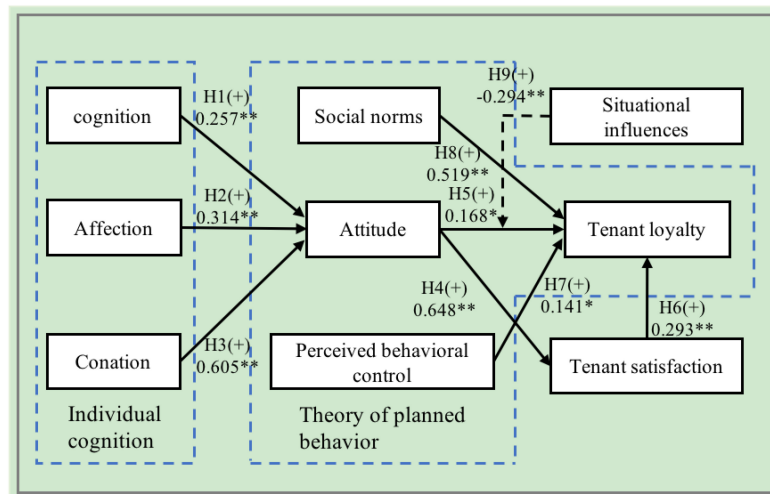 H9(+)
-0.294**
H1(+)
0.257**
cognition
Social norms
Situational
influences
H8(+)
0.519**
H2(+)
0.314**
H5(+)
0.168*
Affection
Attitude
Tenant loyalty
H4(+)
0.648**
H7(+)
0.141*
H6(+)
0.293**
H3(+)
0.605**
Conation
Perceived behavioral
control
Tenant satisfaction
Individual
cognition
Theory of planned
behavior